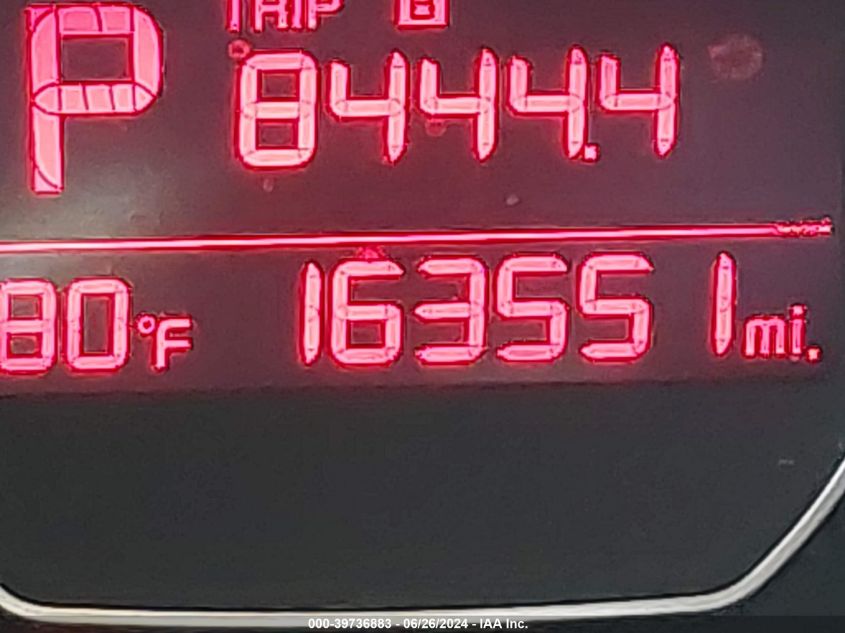 TRIP B
P 8444.4
80°F 163551 mi.
000-39736883 - 06/26/2024 - IAA Inc.